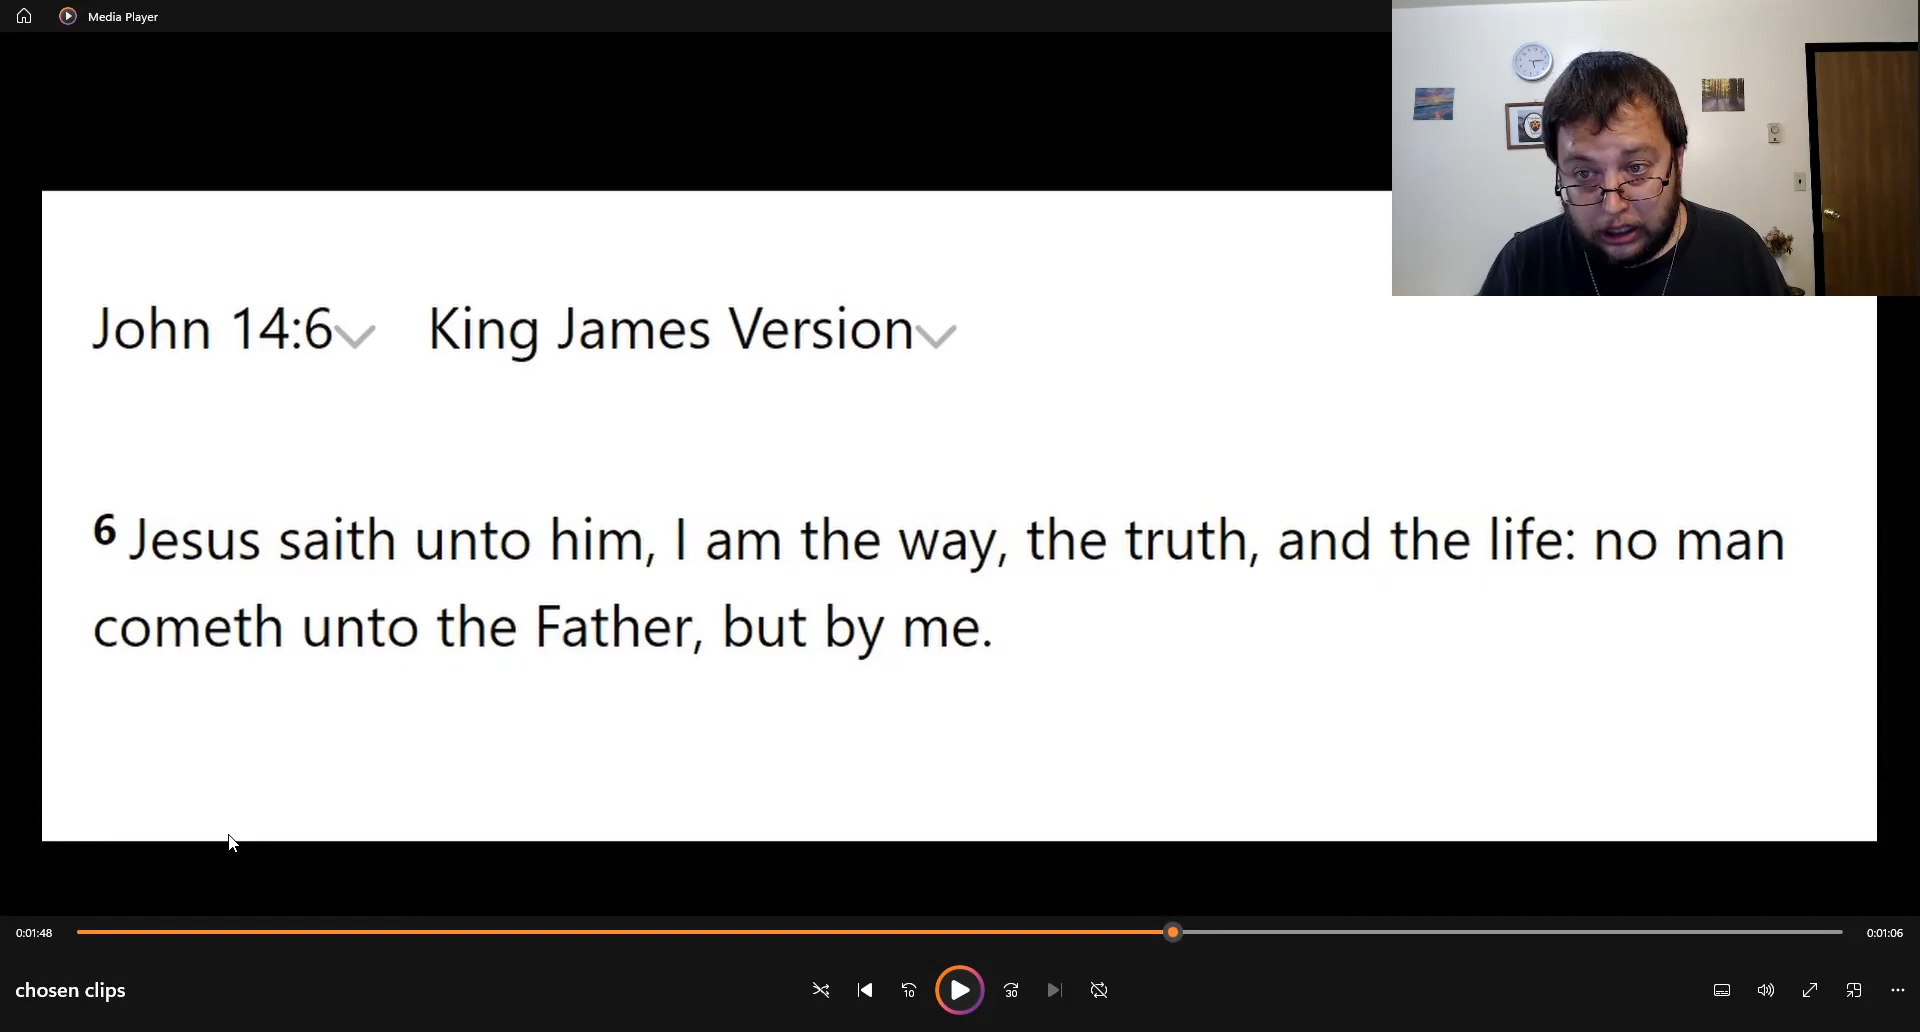 Media Player
John 14:6 King James Version
6 Jesus saith unto him, I am the way, the truth, and the life: no man
cometh unto the Father, but by me.
0:01:48
0:01:06
chosen clips
10
30